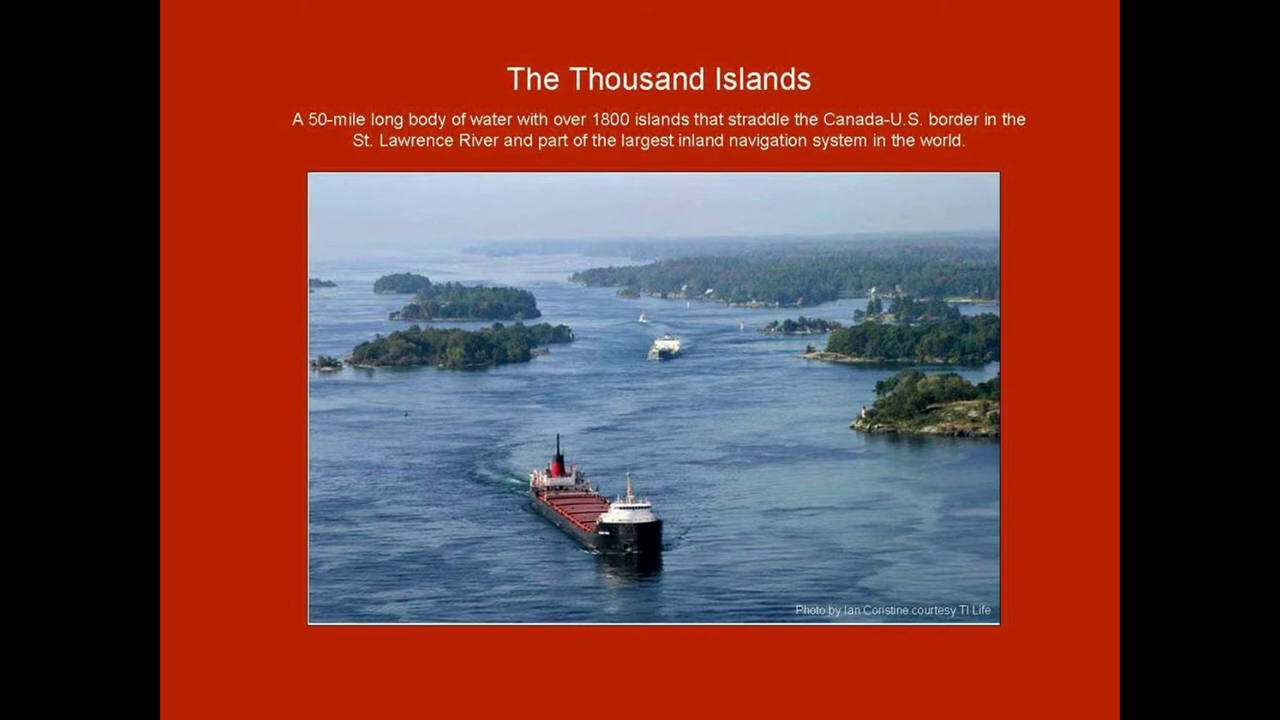 The Thousand Islands
A 50-mile long body of water with over 1800 islands that straddle the Canada-U.S. border in the
St. Lawrence River and part of the largest inland navigation system in the world.
Photo by Ian Coristine courtesy TI Life